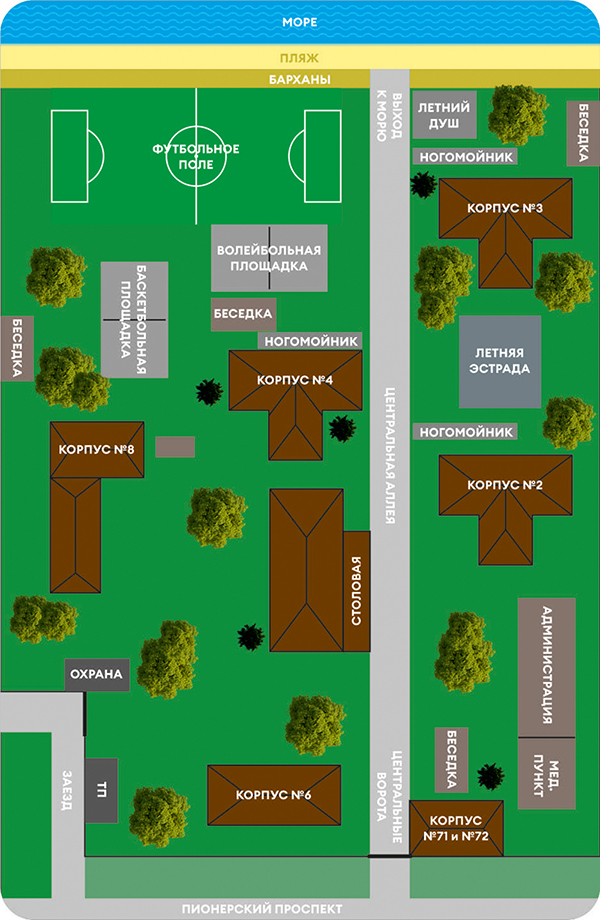 МОРЕ
ПЛЯЖ
БАРХАНЫ
ВЫХОД
К МОРЮ
ЛЕТНИЙ
ДУШ
БЕСЕДКА
ФУТБОЛЬНОЕ
ПОЛЕ
НОГОМОЙНИК
КОРПУС №3
ВОЛЕЙБОЛЬНАЯ
ПЛОЩАДКА
БАСКЕТБОЛЬНАЯ
ПЛОЩАДКА
БЕСЕДКА
БЕСЕДКА
НОГОМОЙНИК
ЛЕТНЯЯ
ЭСТРАДА
КОРПУС №4
ЦЕНТРАЛЬНАЯ АЛЛЕЯ
НОГОМОЙНИК
КОРПУС №8
КОРПУС №2
СТОЛОВАЯ
АДМИНИСТРАЦИЯ
ОХРАНА
БЕСЕДКА
МЕД.
ПУНКТ
ЗАЕЗД
ТП
КОРПУС №6
ЦЕНТРАЛЬНЫЕ
ВОРОТА
КОРПУС
№71 и №72
ПИОНЕРСКИЙ ПРОСПЕКТ